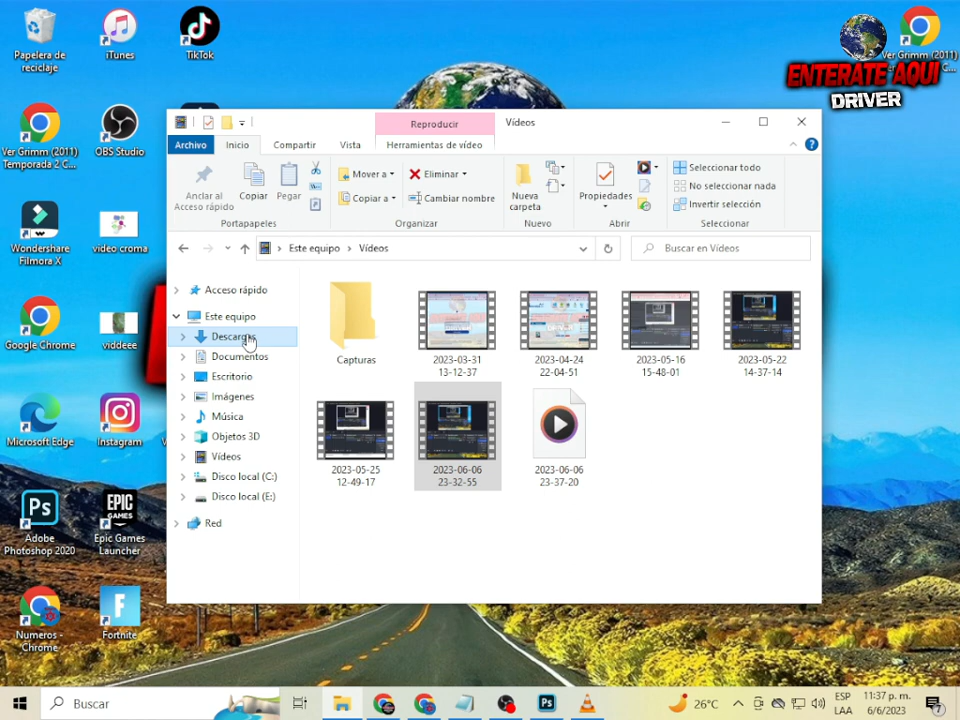 Papelera de
reciclaje
iTunes
TikTok
ENTERATE AQUI
DRIVER
Ver Grimm (2011)
Ver Grimm (2011)
Temporada 2 C...
OBS Studio
Wondershare
Filmora X
video croma
Google Chrome
viddeee
Microsoft Edge
Instagram
Ps
Adobe
Photoshop 2020
EPIC
GAMES
Epic Games
Launcher
Numeros -
Chrome
Fortnite
Reproducir
Vídeos
Archivo
Inicio
Compartir
Vista
Herramientas de vídeo
Anclar al
Acceso rápido
Copiar
Pegar
Portapapeles
Mover a
Copiar a
Eliminar
Cambiar nombre
Organizar
Nueva
carpeta
Nuevo
Propiedades
Abrir
Seleccionar todo
No seleccionar nada
Invertir selección
Seleccionar
Este equipo > Vídeos
Buscar en Vídeos
Acceso rápido
Este equipo
Descargas
Documentos
Escritorio
Imágenes
Música
Objetos 3D
Vídeos
Disco local (C:)
Disco local (E:)
Red
Capturas
2023-03-31
13-12-37
2023-04-24
22-04-51
2023-05-16
15-48-01
2023-05-22
14-37-14
2023-05-25
12-49-17
2023-06-06
23-32-55
2023-06-06
23-37-20
Buscar
Ps
26°C
ESP
LAA
11:37 p. m.
6/6/2023